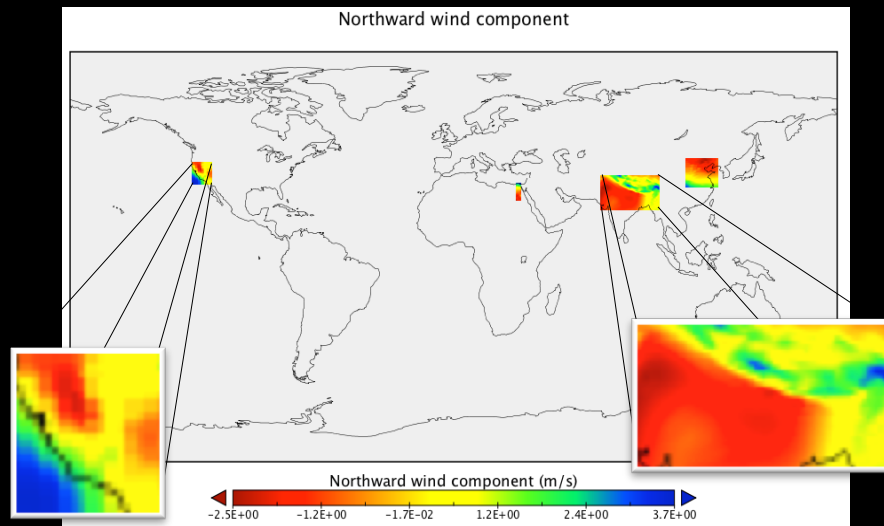 Northward wind component
Northward wind component (m/s)
−2.5E+00 −1.2E+00 −1.7E-02 1.2E+00 2.4E+00 3.7E+00